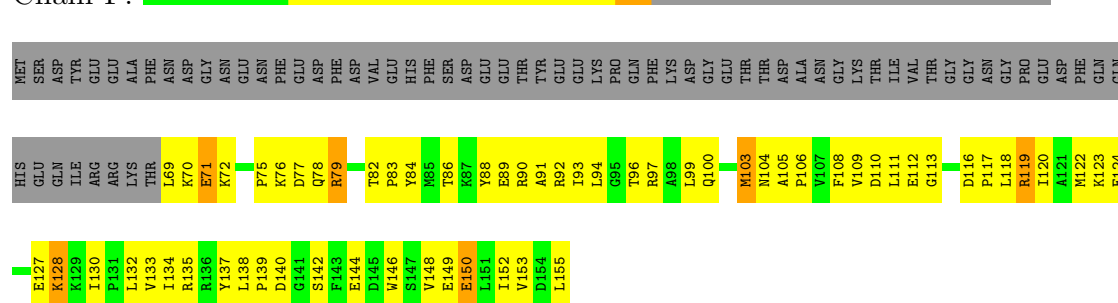 MET SER ASP TYR GLU GLU ALA PHE ASN ASP GLY ASN GLU ASN PHE GLU ASP PHE ASP VAL GLU HIS PHE SER ASP GLU GLU THR TYR GLU GLU LYS PRO GLN PHE LYS ASP GLY GLU THR THR ASP ALA ASN GLY LYS THR ILE VAL THR GLY GLY ASN GLY PRO GLU ASP PHE GLN GLN
HIS GLU GLN ILE ARG ARG LYS THR L69 K70 E71 K72 P75 K76 D77 Q78 R79 T82 P83 Y84 M85 T86 K87 Y88 E89 R90 A91 R92 I93 L94 G95 T96 R97 A98 L99 Q100 M103 N104 A105 P106 V107 F108 V109 D110 L111 E112 G113 D116 P117 L118 R119 I120 A121 M122 K123 E124
E127 K128 K129 I130 P131 L132 V133 I134 R135 R136 Y137 L138 P139 D140 G141 S142 F143 E144 D145 W146 S147 V148 E149 E150 L151 I152 V153 D154 L155